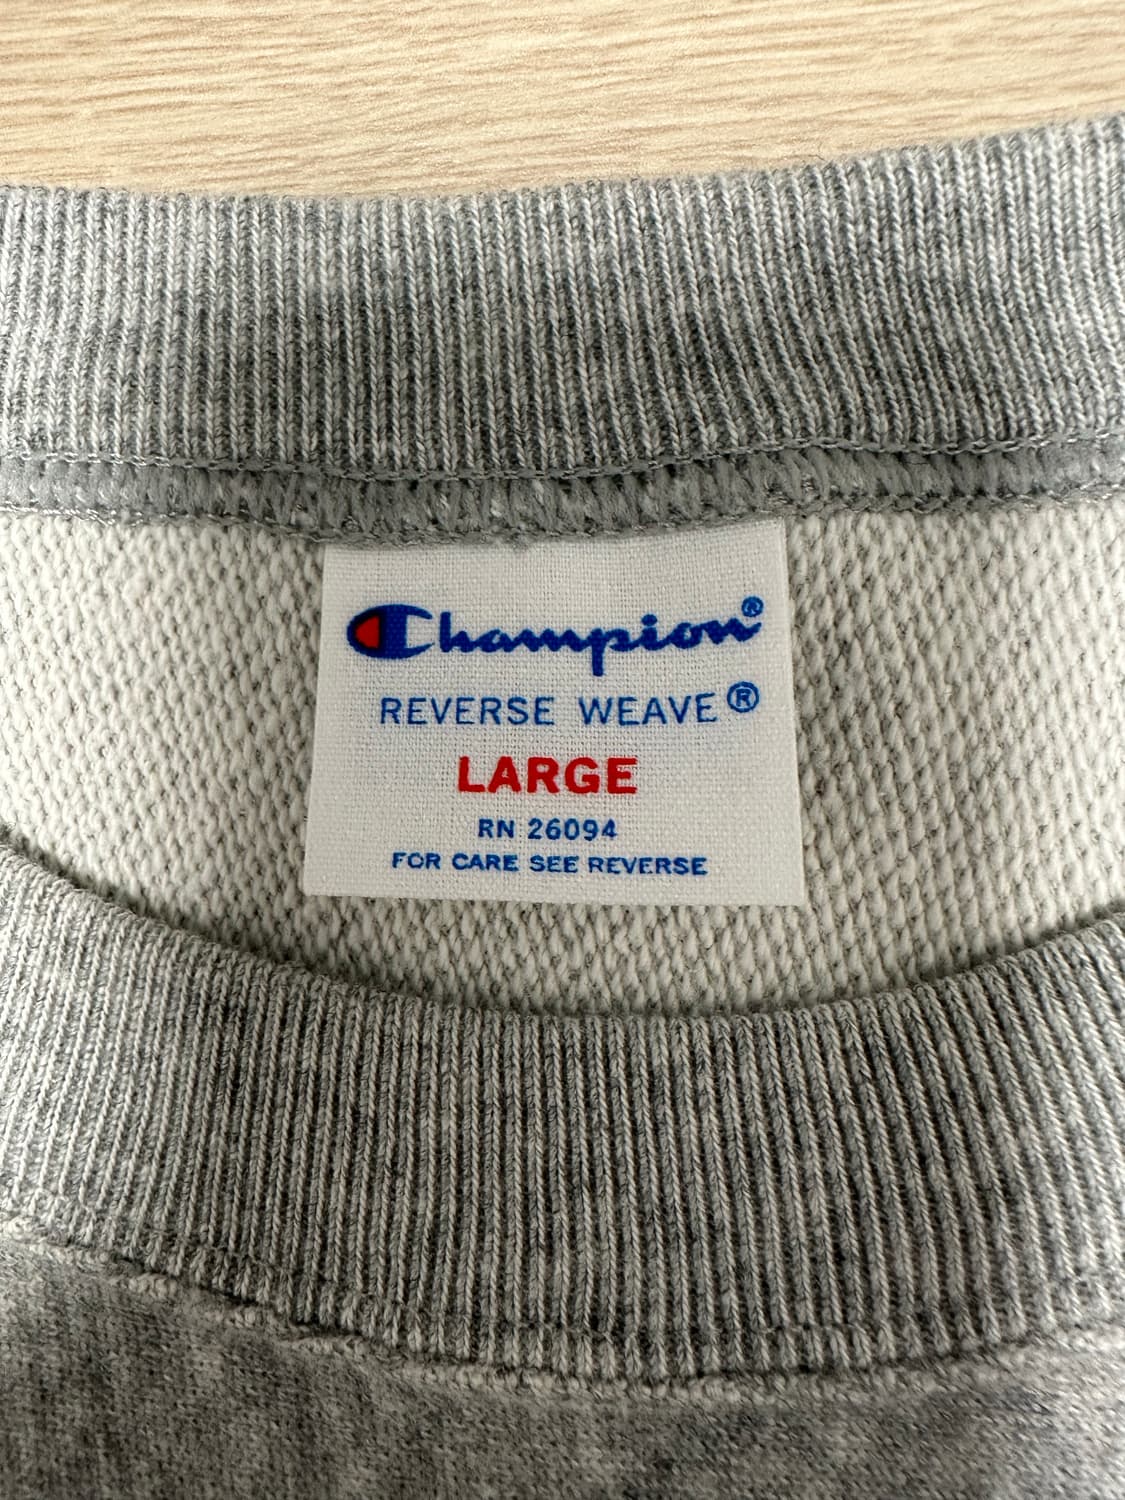 Champion®
REVERSE WEAVE®
LARGE
RN 26094
FOR CARE SEE REVERSE